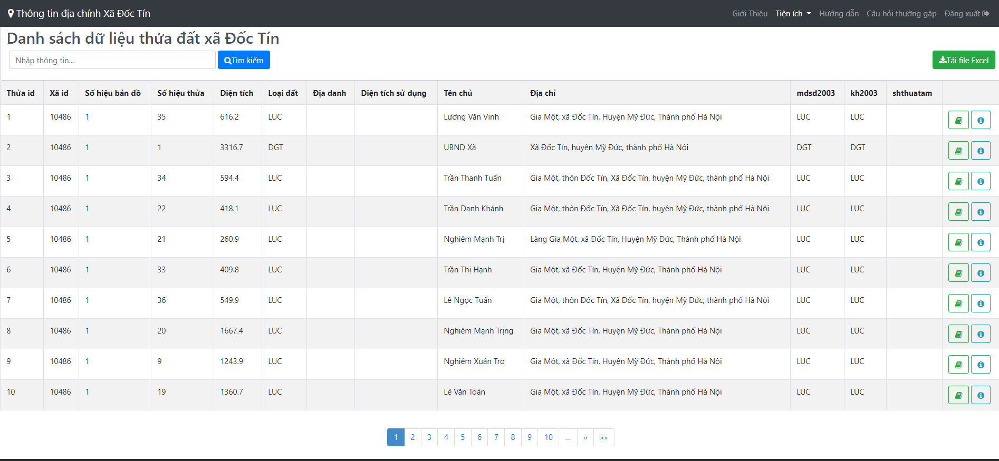 Thông tin địa chính Xã Đốc Tín
Giới Thiệu Tiện ích Hướng dẫn Câu hỏi thường gặp Đăng xuất
Danh sách dữ liệu thửa đất xã Đốc Tín
Nhập thông tin... Tìm kiếm Tải file Excel
Thửa id Xã id Số hiệu bản đồ Số hiệu thửa Diện tích Loại đất Địa danh Diện tích sử dụng Tên chủ Địa chỉ mdsd2003 kh2003 shthuatam
1 10486 1 35 616.2 LUC Lương Văn Vinh Gia Một, xã Đốc Tín, Huyện Mỹ Đức, Thành phố Hà Nội LUC LUC
2 10486 1 1 3316.7 DGT UBND Xã Xã Đốc Tín, huyện Mỹ Đức, thành phố Hà Nội DGT DGT
3 10486 1 34 594.4 LUC Trần Thanh Tuấn Gia Một, thôn Đốc Tín, Xã Đốc Tín, huyện Mỹ Đức, thành phố Hà Nội LUC LUC
4 10486 1 22 418.1 LUC Trần Danh Khánh Gia Một, thôn Đốc Tín, Xã Đốc Tín, huyện Mỹ Đức, thành phố Hà Nội LUC LUC
5 10486 1 21 260.9 LUC Nghiêm Mạnh Trị Làng Gia Một, xã Đốc Tín, Huyện Mỹ Đức, Thành phố Hà Nội LUC LUC
6 10486 1 33 409.8 LUC Trần Thị Hạnh Gia Một, xã Đốc Tín, Huyện Mỹ Đức, Thành phố Hà Nội LUC LUC
7 10486 1 36 549.9 LUC Lê Ngọc Tuấn Gia Một, thôn Đốc Tín, Xã Đốc Tín, huyện Mỹ Đức, thành phố Hà Nội LUC LUC
8 10486 1 20 1667.4 LUC Nghiêm Mạnh Trịng Gia Một, xã Đốc Tín, Huyện Mỹ Đức, Thành phố Hà Nội LUC LUC
9 10486 1 9 1243.9 LUC Nghiêm Xuân Tro Gia Một, xã Đốc Tín, Huyện Mỹ Đức, Thành phố Hà Nội LUC LUC
10 10486 1 19 1360.7 LUC Lê Văn Toàn Gia Một, xã Đốc Tín, Huyện Mỹ Đức, Thành phố Hà Nội LUC LUC
1 2 3 4 5 6 7 8 9 10 ... » »»